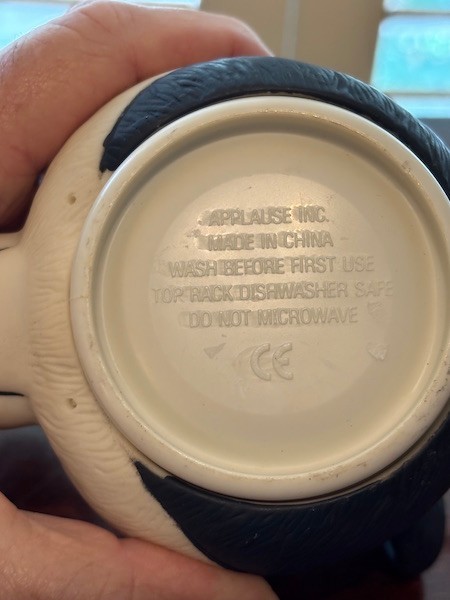 APPLAUSE INC.
MADE IN CHINA
WASH BEFORE FIRST USE
TOP RACK DISHWASHER SAFE
DO NOT MICROWAVE
CE